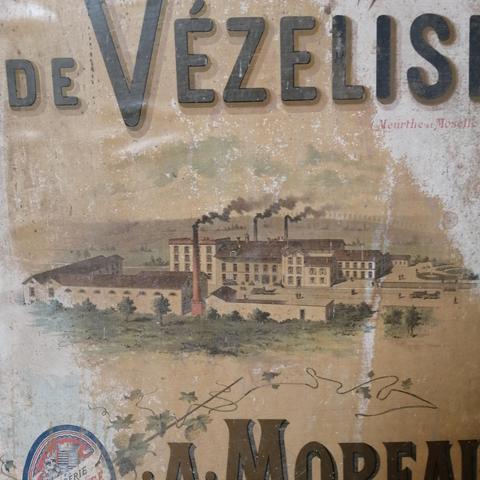 DE VÉZELISE
(Meurthe et Moselle
A. MOREAU